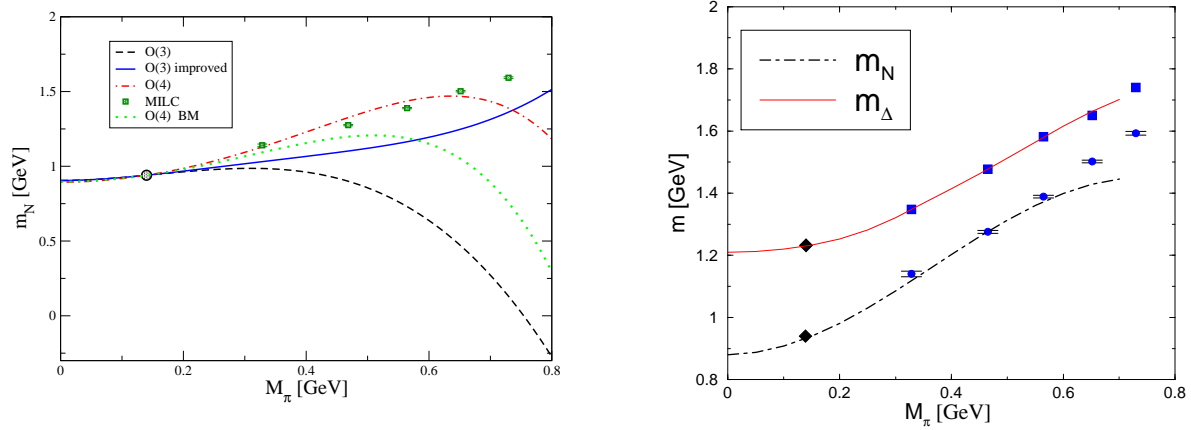 2
1.5
1
0.5
0
m_N [GeV]
O(3)
O(3) improved
O(4)
MILC
O(4) BM
0 0.2 0.4 0.6 0.8
M_π [GeV]
2
1.8
1.6
1.4
1.2
1
0.8
m [GeV]
m_N
m_Δ
0 0.2 0.4 0.6 0.8
M_π [GeV]